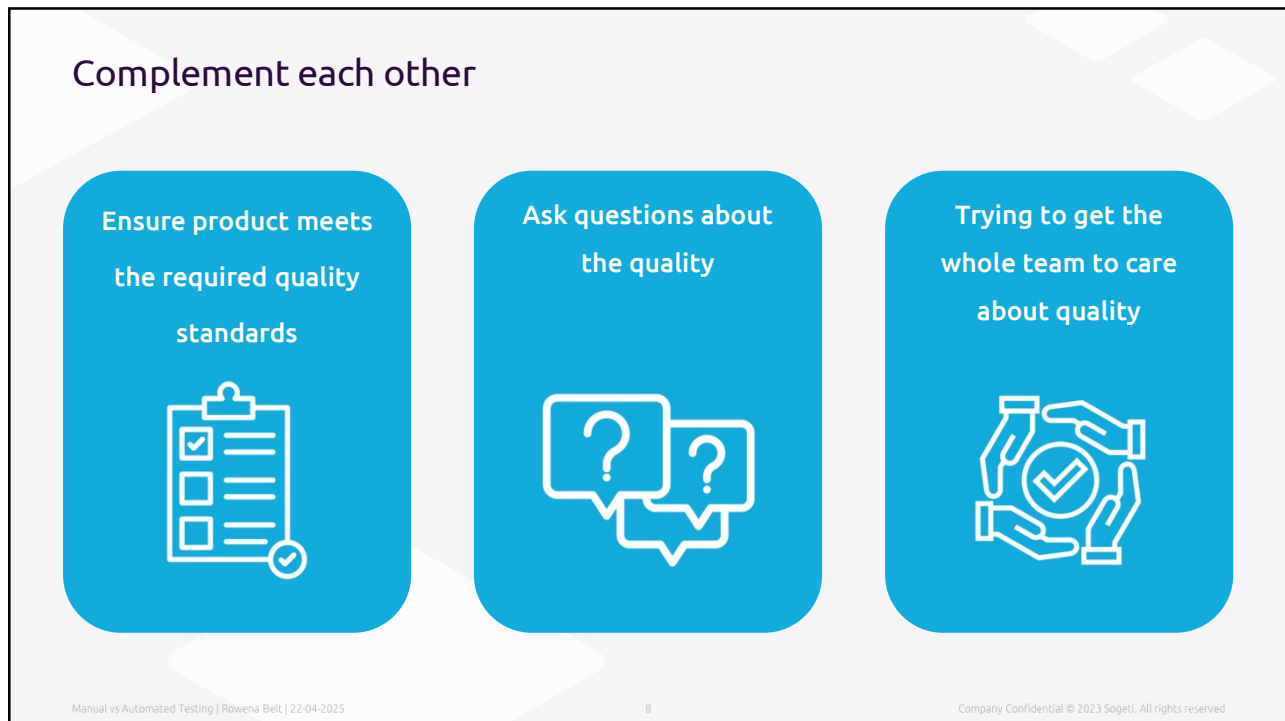 Complement each other
Ensure product meets
the required quality
standards
Ask questions about
the quality
Trying to get the
whole team to care
about quality
?
?
Manual vs Automated Testing | Rowena Belt | 22-04-2025
8
Company Confidential © 2023 Sogeti. All rights reserved